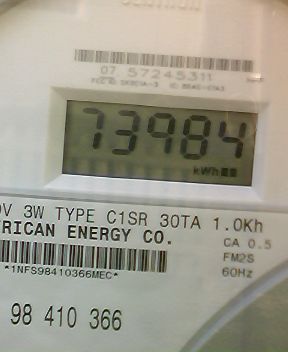 07 57245311
73984
kWh
0V 3W TYPE C1SR 30TA 1.0Kh
RICAN ENERGY CO.
CA 0.5
FM2S
60Hz
*1NFS98410366MEC*
98 410 366